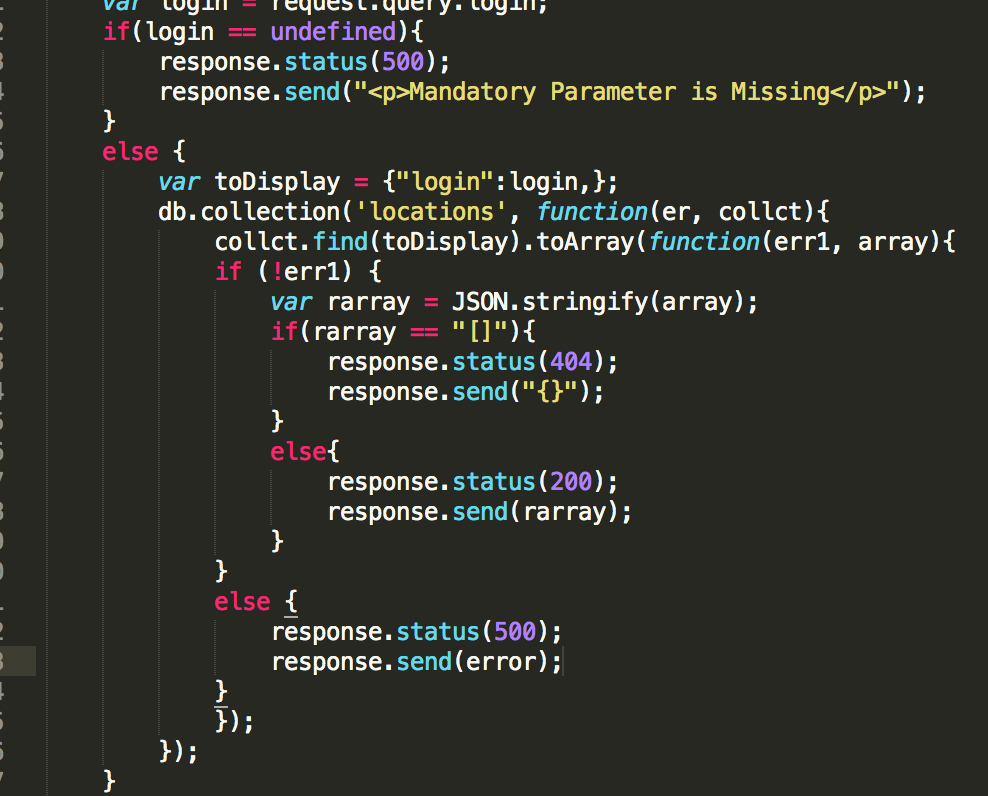 var login = request.query.login;
if(login == undefined){
response.status(500);
response.send("<p>Mandatory Parameter is Missing</p>");
}
else {
var toDisplay = {"login":login,};
db.collection('locations', function(er, collct){
collct.find(toDisplay).toArray(function(err1, array){
if (!err1) {
var rarray = JSON.stringify(array);
if(rarray == "[]"){
response.status(404);
response.send("{}");
}
else{
response.status(200);
response.send(rarray);
}
}
else {
response.status(500);
response.send(error);
}
});
});
}